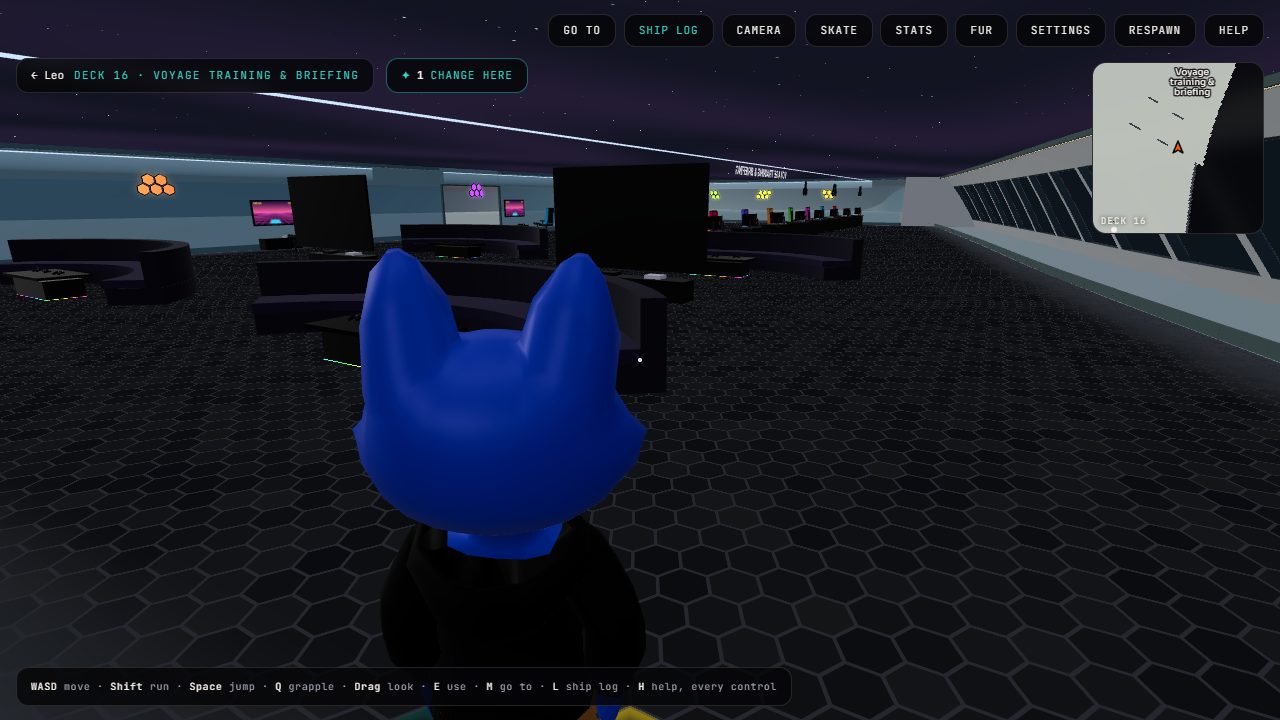 GO TO
SHIP LOG
CAMERA
SKATE
STATS
FUR
SETTINGS
RESPAWN
HELP
← Leo DECK 16 · VOYAGE TRAINING & BRIEFING
✦ 1 CHANGE HERE
Voyage
training &
briefing
DECK 16
WASD move · Shift run · Space jump · Q grapple · Drag look · E use · M go to · L ship log · H help, every control